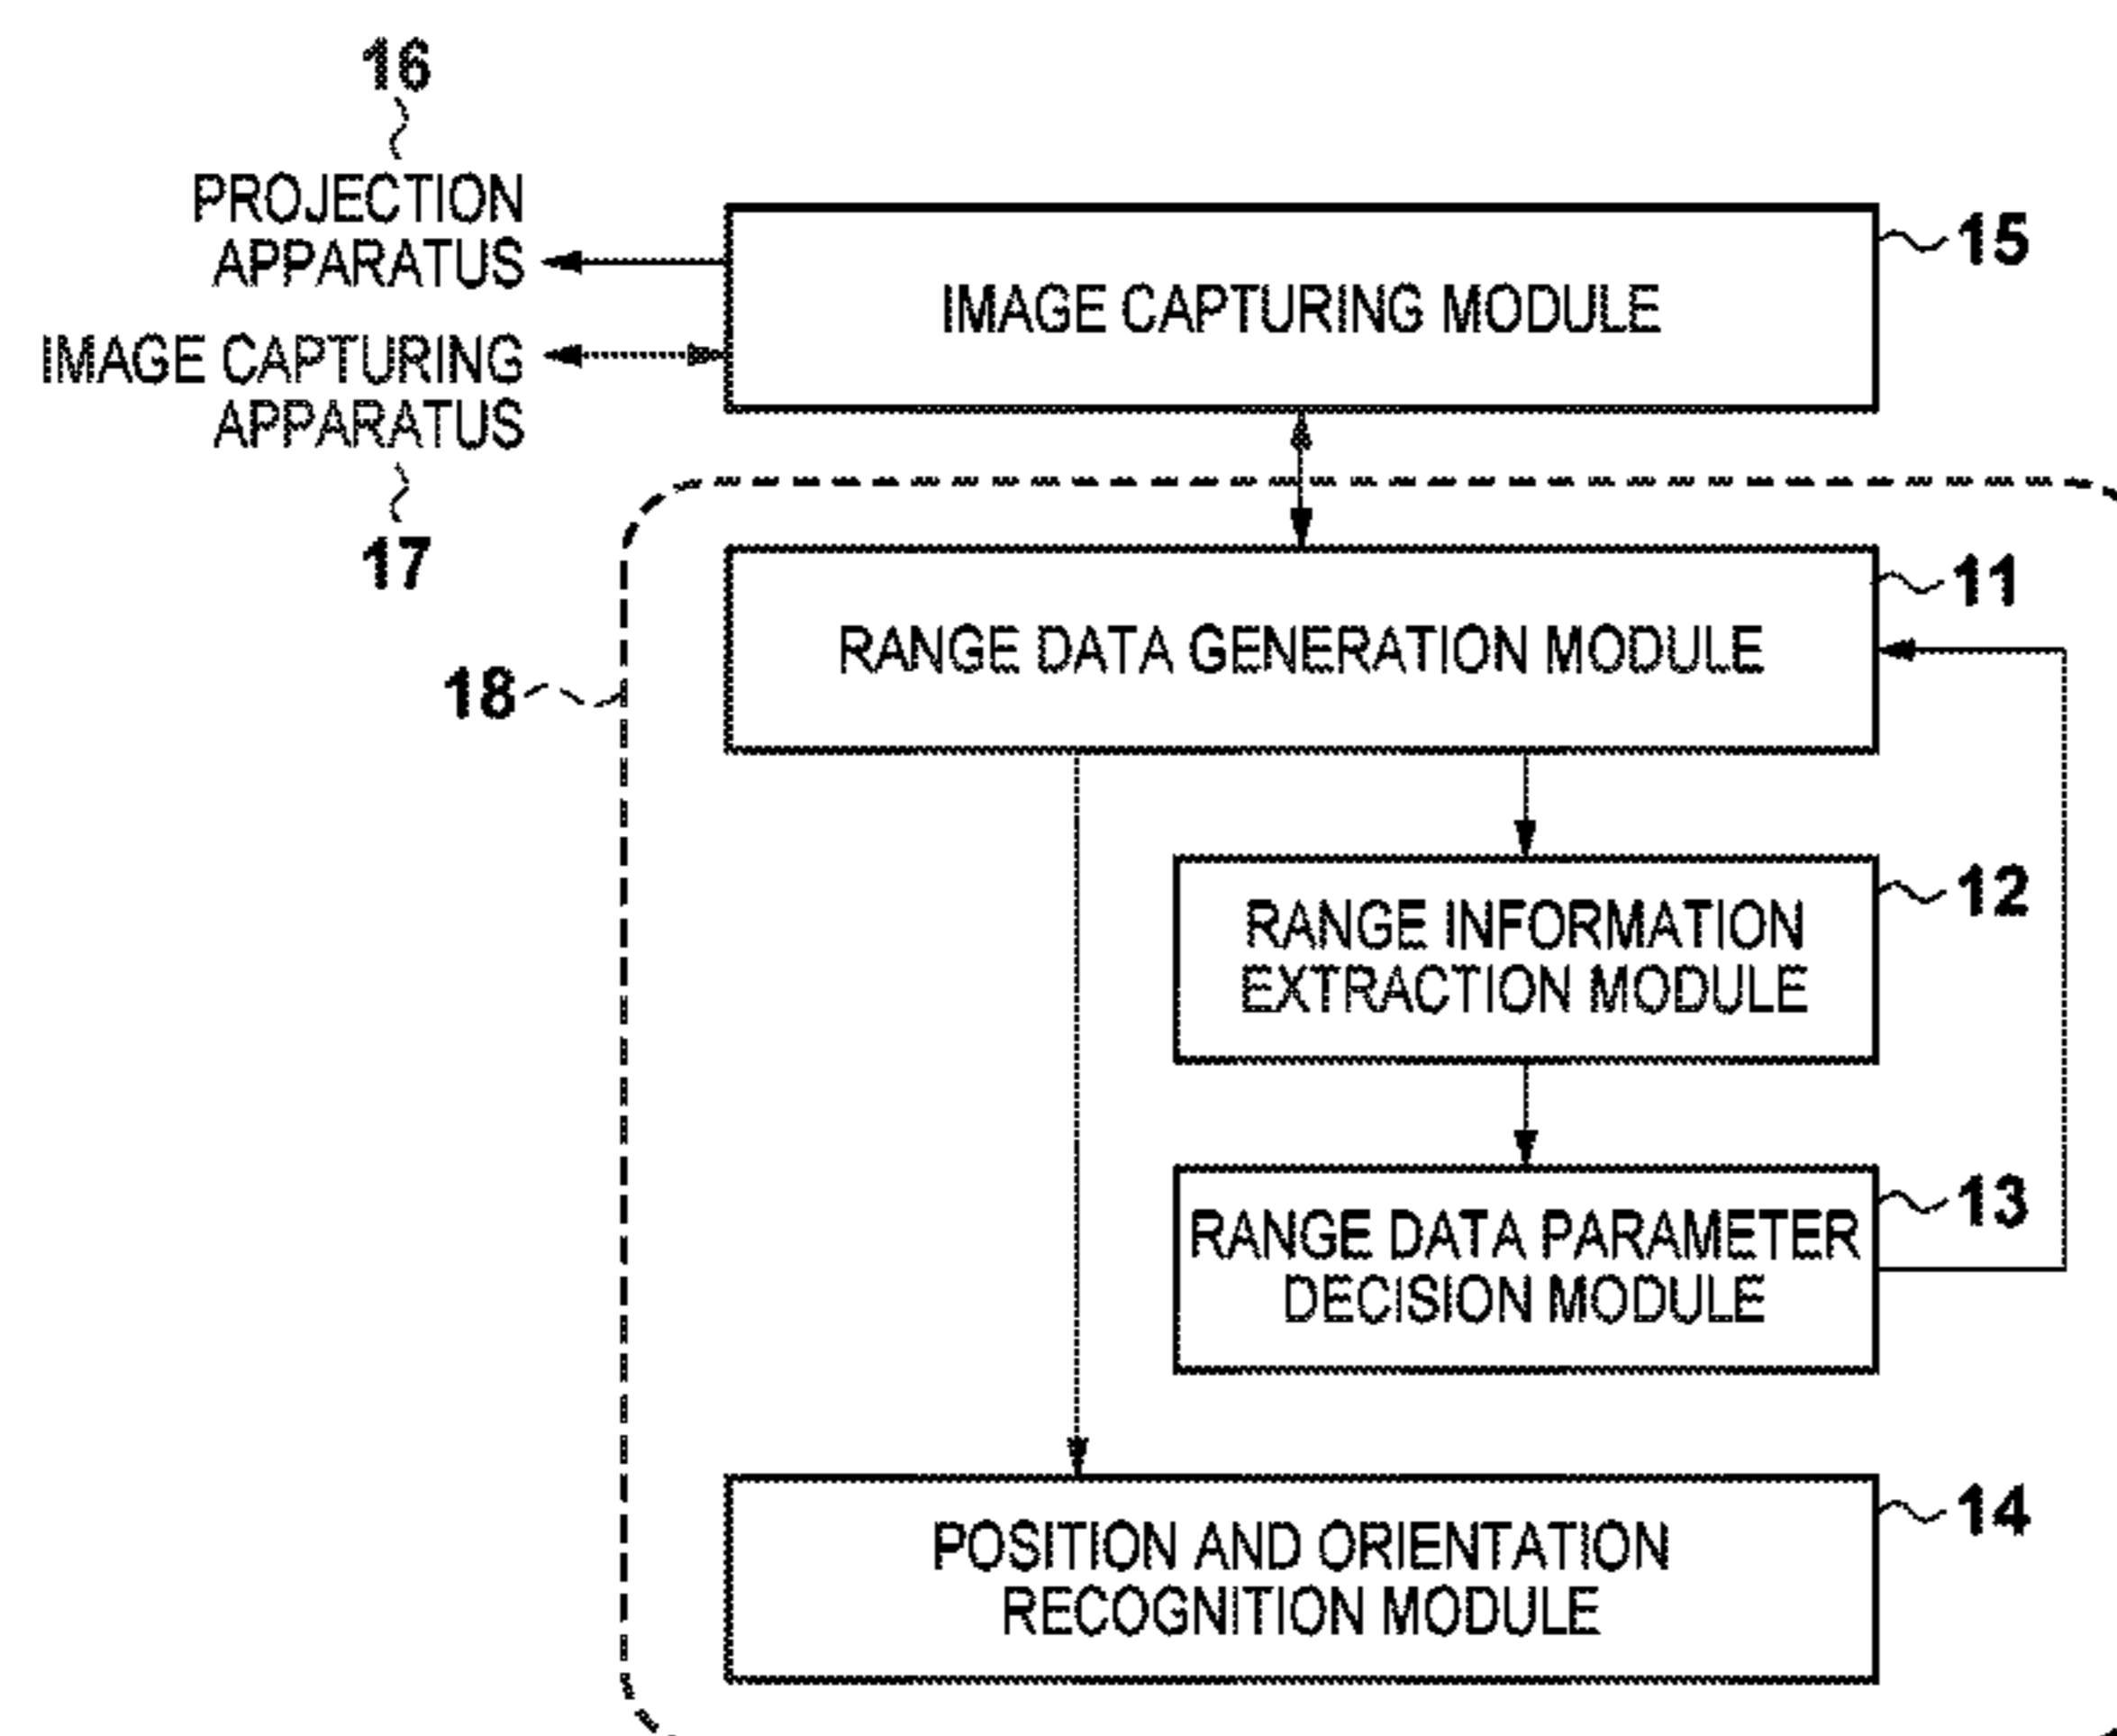 16
PROJECTION
APPARATUS
IMAGE CAPTURING
APPARATUS
17
IMAGE CAPTURING MODULE
15
18
RANGE DATA GENERATION MODULE
11
RANGE INFORMATION
EXTRACTION MODULE
12
RANGE DATA PARAMETER
DECISION MODULE
13
POSITION AND ORIENTATION
RECOGNITION MODULE
14